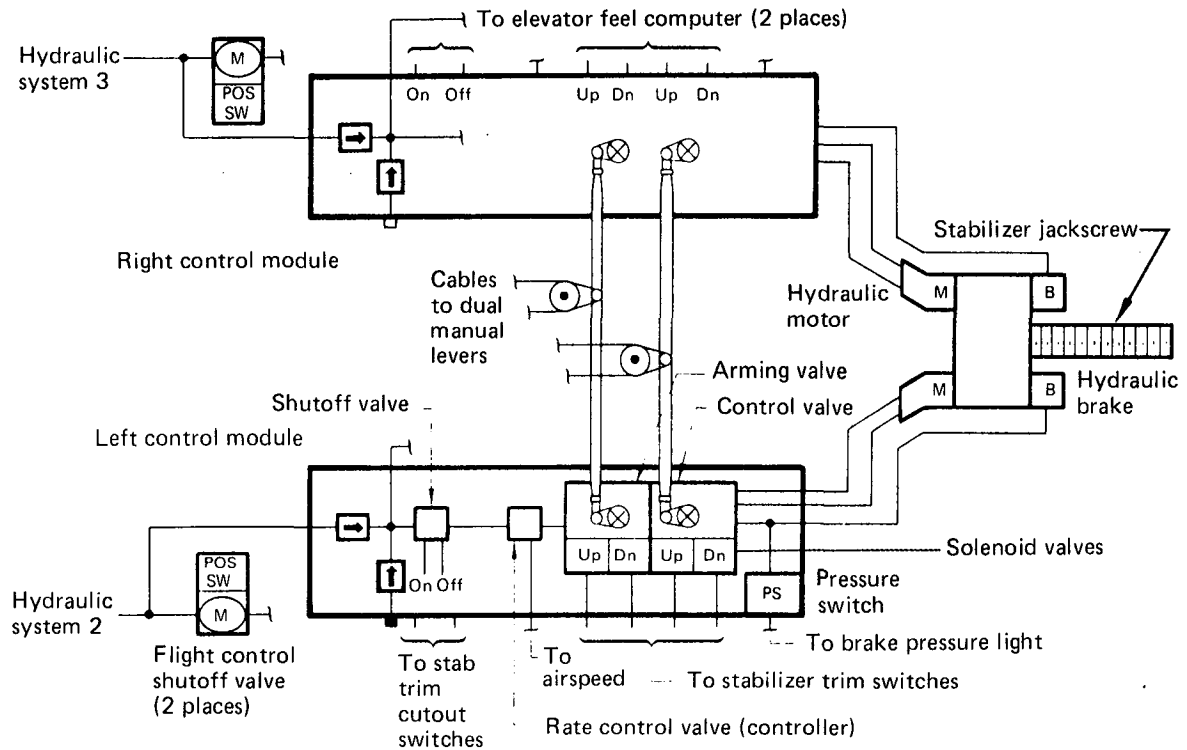 To elevator feel computer (2 places)
Hydraulic
system 3
M
POS
SW
On Off
Up Dn Up Dn
Right control module
Stabilizer jackscrew
Cables
to dual
manual
levers
Hydraulic
motor
M
B
M
B
Hydraulic
brake
Arming valve
Control valve
Shutoff valve
Left control module
Solenoid valves
Up Dn Up Dn
On Off
Pressure
switch
PS
POS
SW
M
Hydraulic
system 2
Flight control
shutoff valve
(2 places)
To stab
trim
cutout
switches
To
airspeed
To brake pressure light
To stabilizer trim switches
Rate control valve (controller)